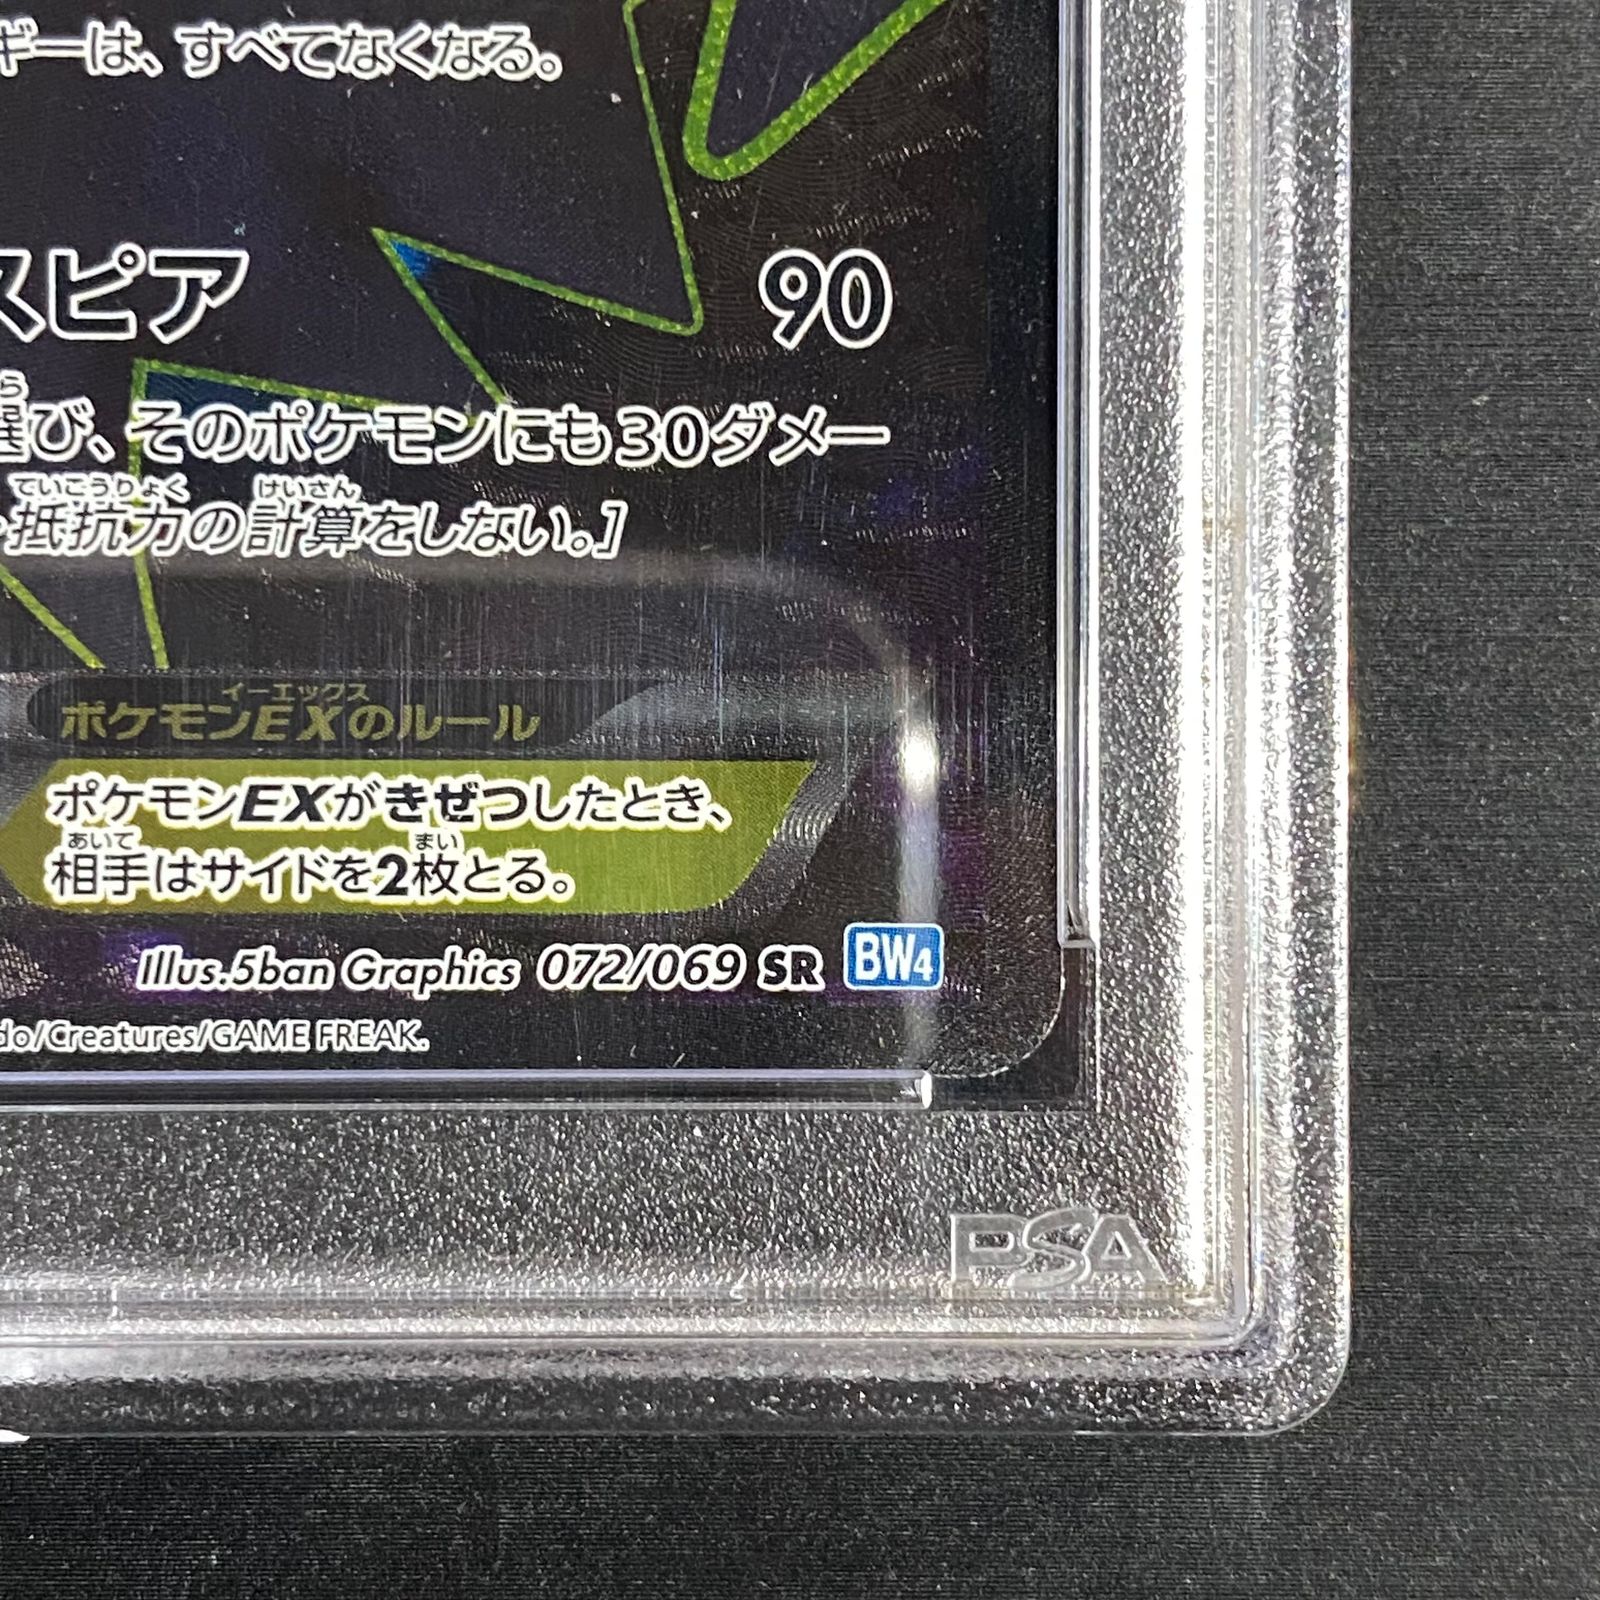 ギーは、すべてなくなる。
スピア 90
選び、そのポケモンにも30ダメー
抵抗力の計算をしない。]
ていこうりょく けいさん
ポケモンEXのルール
イーエックス
ポケモンEXがきぜつしたとき、
相手はサイドを2枚とる。
あいて まい
Illus.5ban Graphics 072/069 SR BW4
do/Creatures/GAME FREAK.
PSA